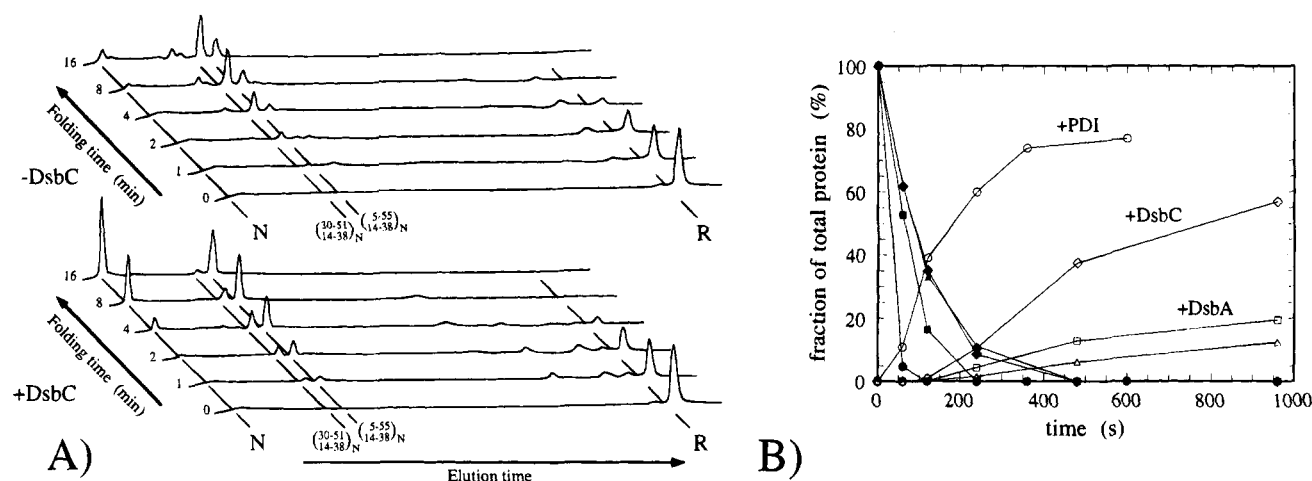 16
8
4
2
1
0
Folding time (min)
-DsbC
N
(30-51 14-38)N
(5-55 14-38)N
R
16
8
4
2
1
0
Folding time (min)
+DsbC
N
(30-51 14-38)N
(5-55 14-38)N
R
A)
Elution time
100
80
60
40
20
0
fraction of total protein (%)
+PDI
+DsbC
+DsbA
0
200
400
600
800
1000
time (s)
B)